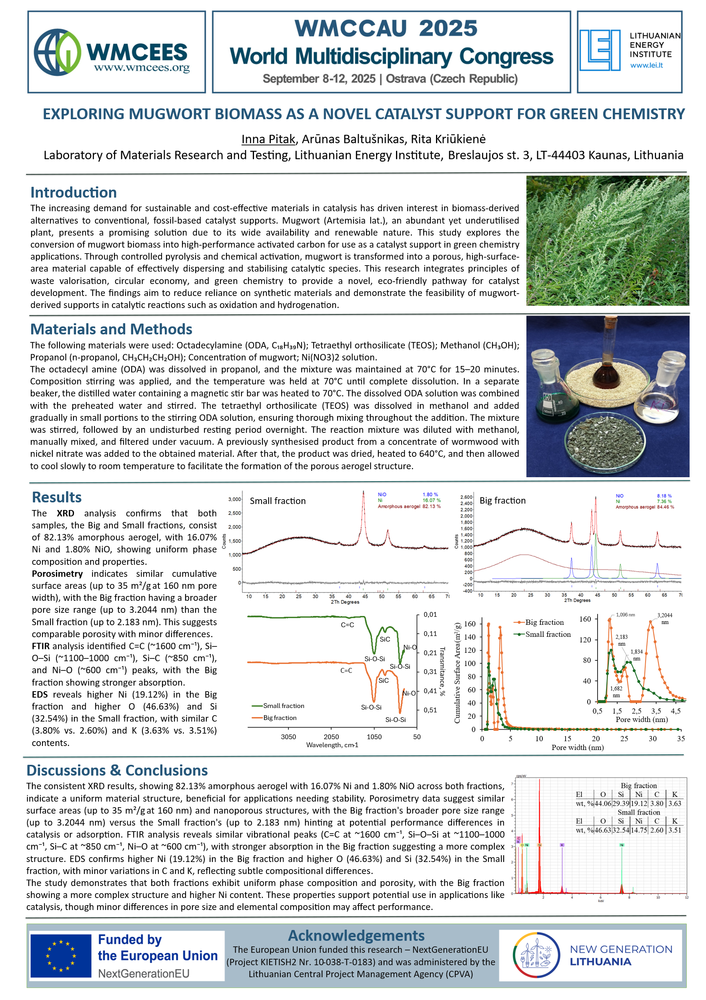 WMCEES
www.wmcees.org
WMCCAU 2025
World Multidisciplinary Congress
September 8-12, 2025 | Ostrava (Czech Republic)
LEI
LITHUANIAN
ENERGY
INSTITUTE
www.lei.lt
EXPLORING MUGWORT BIOMASS AS A NOVEL CATALYST SUPPORT FOR GREEN CHEMISTRY
Inna Pitak, Arūnas Baltušnikas, Rita Kriūkienė
Laboratory of Materials Research and Testing, Lithuanian Energy Institute, Breslaujos st. 3, LT-44403 Kaunas, Lithuania
Introduction
The increasing demand for sustainable and cost-effective materials in catalysis has driven interest in biomass-derived
alternatives to conventional, fossil-based catalyst supports. Mugwort (Artemisia lat.), an abundant yet underutilised
plant, presents a promising solution due to its wide availability and renewable nature. This study explores the
conversion of mugwort biomass into high-performance activated carbon for use as a catalyst support in green chemistry
applications. Through controlled pyrolysis and chemical activation, mugwort is transformed into a porous, high-surface-
area material capable of effectively dispersing and stabilising catalytic species. This research integrates principles of
waste valorisation, circular economy, and green chemistry to provide a novel, eco-friendly pathway for catalyst
development. The findings aim to reduce reliance on synthetic materials and demonstrate the feasibility of mugwort-
derived supports in catalytic reactions such as oxidation and hydrogenation.
Materials and Methods
The following materials were used: Octadecylamine (ODA, C₁₈H₃₉N); Tetraethyl orthosilicate (TEOS); Methanol (CH₃OH);
Propanol (n-propanol, CH₃CH₂CH₂OH); Concentration of mugwort; Ni(NO3)2 solution.
The octadecyl amine (ODA) was dissolved in propanol, and the mixture was maintained at 70°C for 15–20 minutes.
Composition stirring was applied, and the temperature was held at 70°C until complete dissolution. In a separate
beaker, the distilled water containing a magnetic stir bar was heated to 70°C. The dissolved ODA solution was combined
with the preheated water and stirred. The tetraethyl orthosilicate (TEOS) was dissolved in methanol and added
gradually in small portions to the stirring ODA solution, ensuring thorough mixing throughout the addition. The mixture
was stirred, followed by an undisturbed resting period overnight. The reaction mixture was diluted with methanol,
manually mixed, and filtered under vacuum. A previously synthesised product from a concentrate of wormwood with
nickel nitrate was added to the obtained material. After that, the product was dried, heated to 640°C, and then allowed
to cool slowly to room temperature to facilitate the formation of the porous aerogel structure.
50ml
40
20
Results
The XRD analysis confirms that both
samples, the Big and Small fractions, consist
of 82.13% amorphous aerogel, with 16.07%
Ni and 1.80% NiO, showing uniform phase
composition and properties.
Porosimetry indicates similar cumulative
surface areas (up to 35 m²/g at 160 nm pore
width), with the Big fraction having a broader
pore size range (up to 3.2044 nm) than the
Small fraction (up to 2.183 nm). This suggests
comparable porosity with minor differences.
FTIR analysis identified C=C (~1600 cm⁻¹), Si–
O–Si (~1100–1000 cm⁻¹), Si–C (~850 cm⁻¹),
and Ni–O (~600 cm⁻¹) peaks, with the Big
fraction showing stronger absorption.
EDS reveals higher Ni (19.12%) in the Big
fraction and higher O (46.63%) and Si
(32.54%) in the Small fraction, with similar C
(3.80% vs. 2.60%) and K (3.63% vs. 3.51%)
contents.
Small fraction
NiO 1.80 %
Ni 16.07 %
Amorphous aerogel 82.13 %
Counts
3,000
2,500
2,000
1,500
1,000
500
0
10 15 20 25 30 35 40 45 50 55 60 65 70
2Th Degrees
Big fraction
NiO 8.18 %
Ni 7.36 %
Amorphous aerogel 84.46 %
Counts
2,600
2,400
2,200
2,000
1,800
1,600
1,400
1,200
1,000
800
600
400
200
0
-200
-400
10 15 20 25 30 35 40 45 50 55 60 65 70
2Th Degrees
C=C
SiC
Ni-O
Si-O-Si
Si-O-Si
C=C
SiC
Ni-O
Si-O-Si
Si-O-Si
Small fraction
Big fraction
0,01
0,11
0,21
0,31
0,41
0,51
Transmitance, %
3050 2050 1050 50
Wavelength, cm-1
Cumulative Surface Area(m²/g)
160
140
120
100
80
60
40
20
0
0 5 10 15 20 25 30 35
Pore width (nm)
Big fraction
Small fraction
160
120
80
40
0
1,096 nm
3,2044
nm
2,183
nm
1,834
nm
1,682
nm
0,5 1,5 2,5 3,5 4,5
Pore width (nm)
Discussions & Conclusions
The consistent XRD results, showing 82.13% amorphous aerogel with 16.07% Ni and 1.80% NiO across both fractions,
indicate a uniform material structure, beneficial for applications needing stability. Porosimetry data suggest similar
surface areas (up to 35 m²/g at 160 nm) and nanoporous structures, with the Big fraction's broader pore size range
(up to 3.2044 nm) versus the Small fraction's (up to 2.183 nm) hinting at potential performance differences in
catalysis or adsorption. FTIR analysis reveals similar vibrational peaks (C=C at ~1600 cm⁻¹, Si–O–Si at ~1100–1000
cm⁻¹, Si–C at ~850 cm⁻¹, Ni–O at ~600 cm⁻¹), with stronger absorption in the Big fraction suggesting a more complex
structure. EDS confirms higher Ni (19.12%) in the Big fraction and higher O (46.63%) and Si (32.54%) in the Small
fraction, with minor variations in C and K, reflecting subtle compositional differences.
The study demonstrates that both fractions exhibit uniform phase composition and porosity, with the Big fraction
showing a more complex structure and higher Ni content. These properties support potential use in applications like
catalysis, though minor differences in pore size and elemental composition may affect performance.
cps/eV
7
6
5
4
3
2
1
0
Big fraction
El O Si Ni C K
wt, % 44.06 29.39 19.12 3.80 3.63
Small fraction
El O Si Ni C K
wt, % 46.63 32.54 14.75 2.60 3.51
C
K
O
Ni
Si
K
Ni
2 4 6 8 10 12
keV
Funded by
the European Union
NextGenerationEU
Acknowledgements
The European Union funded this research – NextGenerationEU
(Project KIETISH2 Nr. 10-038-T-0183) and was administered by the
Lithuanian Central Project Management Agency (CPVA)
NEW GENERATION
LITHUANIA